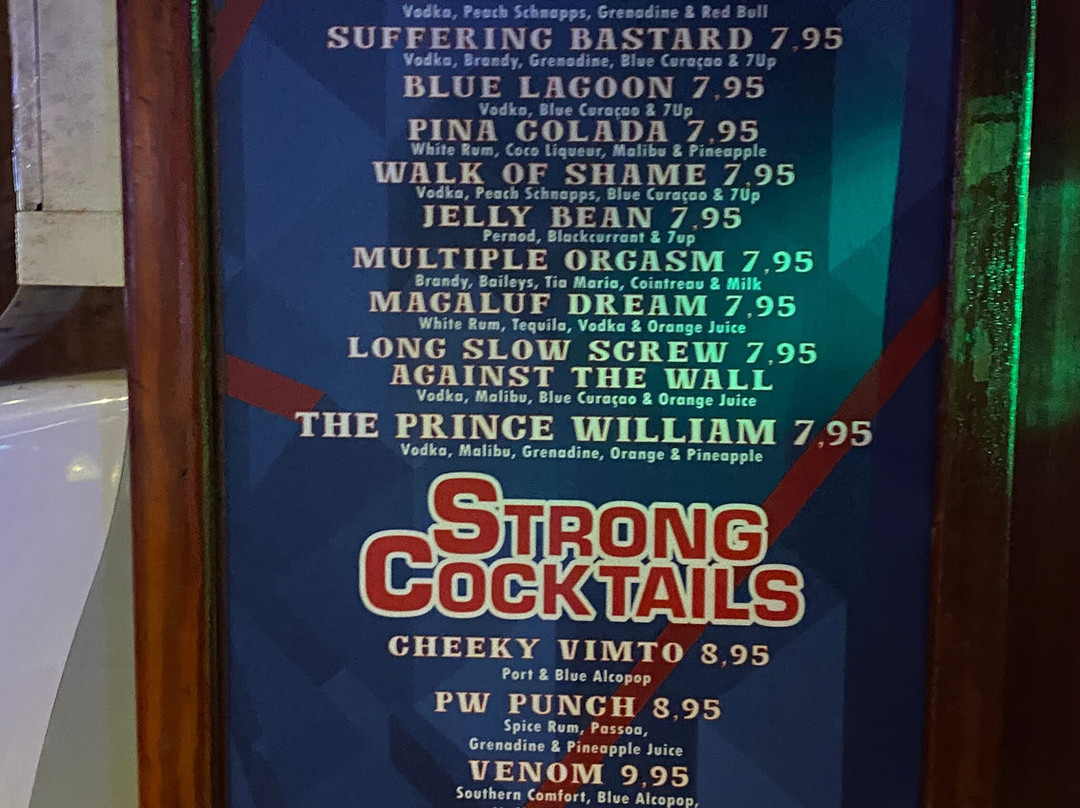 Vodka, Peach Schnapps, Grenadine & Red Bull
SUFFERING BASTARD 7,95
Vodka, Brandy, Grenadine, Blue Curaçao & 7Up
BLUE LAGOON 7,95
Vodka, Blue Curaçao & 7Up
PINA COLADA 7,95
White Rum, Coco Liqueur, Malibu & Pineapple
WALK OF SHAME 7,95
Vodka, Peach Schnapps, Blue Curaçao & 7Up
JELLY BEAN 7,95
Pernod, Blackcurrant & 7up
MULTIPLE ORGASM 7,95
Brandy, Baileys, Tia Maria, Cointreau & Milk
MAGALUF DREAM 7,95
White Rum, Tequila, Vodka & Orange Juice
LONG SLOW SCREW 7,95
AGAINST THE WALL
Vodka, Malibu, Blue Curaçao & Orange Juice
THE PRINCE WILLIAM 7,95
Vodka, Malibu, Grenadine, Orange & Pineapple
STRONG
COCKTAILS
CHEEKY VIMTO 8,95
Port & Blue Alcopop
PW PUNCH 8,95
Spice Rum, Passoa,
Grenadine & Pineapple Juice
VENOM 9,95
Southern Comfort, Blue Alcopop,